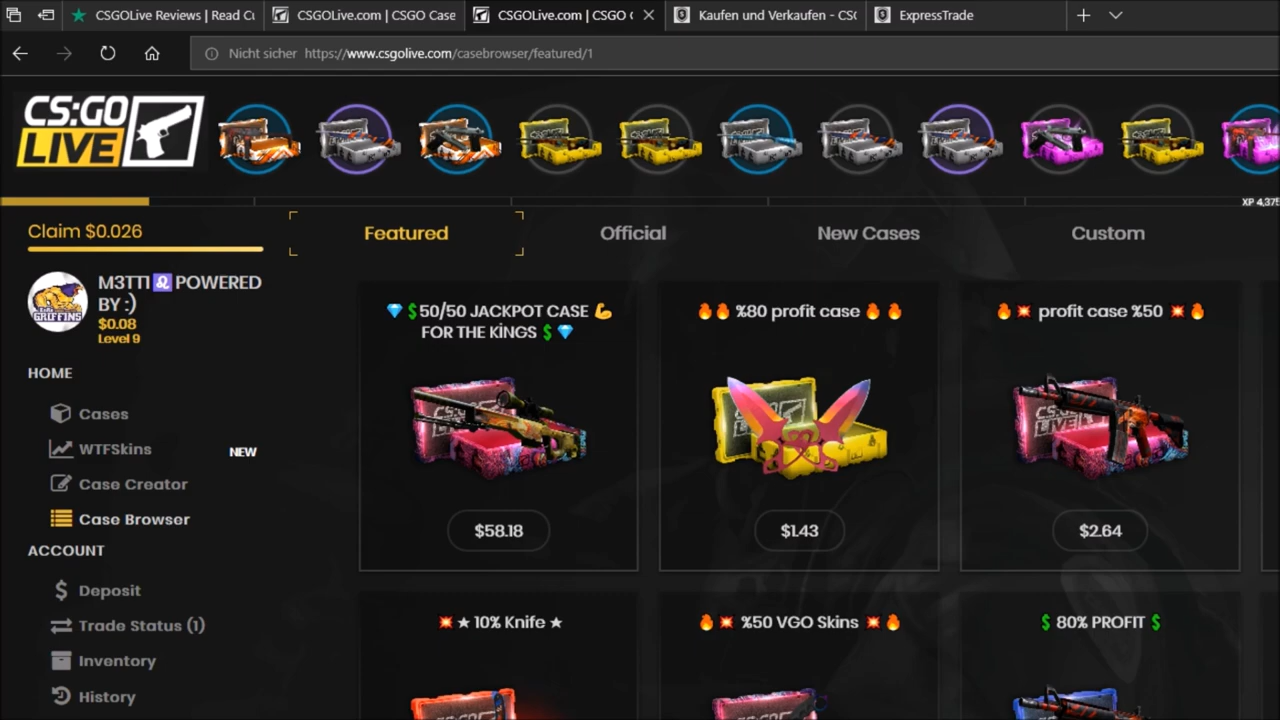 CSGOLive Reviews | Read Cu
CSGOLive.com | CSGO Case
CSGOLive.com | CSGO C
Kaufen und Verkaufen - CSG
ExpressTrade
Nicht sicher https://www.csgolive.com/casebrowser/featured/1
CS:GO
LIVE
XP 4,375
Claim $0.026
Featured
Official
New Cases
Custom
M3TTI♌POWERED
BY :)
$0.08
Level 9
💎💲50/50 JACKPOT CASE 💪
FOR THE KİNGS 💲💎
🔥🔥 %80 profit case 🔥🔥
🔥💥 profit case %50 💥🔥
HOME
Cases
WTFSkins
NEW
Case Creator
Case Browser
$58.18
$1.43
$2.64
ACCOUNT
Deposit
Trade Status (1)
Inventory
History
💥★ 10% Knife ★
🔥💥 %50 VGO Skins 💥🔥
💲 80% PROFIT 💲
GRIFFINS